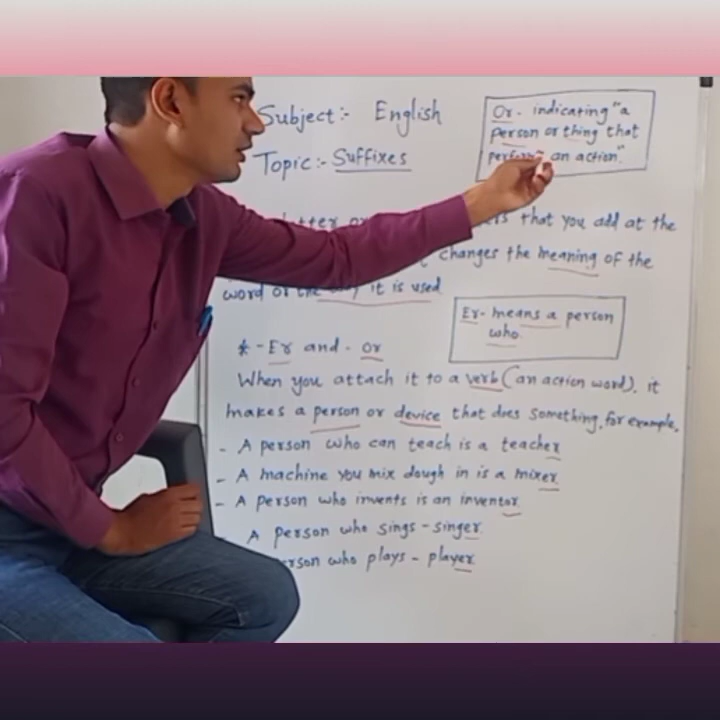 Subject:- English
Topic:- Suffixes
Or- indicating "a
person or thing that
an action".
that you add at the
changes the meaning of the
word or the way it is used
Er- means a person
who.
* -Er and - or
When you attach it to a verb (an action word), it
makes a person or device that does something, for example,
- A person who can teach is a teacher
- A machine you mix dough in is a mixer
- A person who invents is an inventor
A person who sings - singer.
who plays - player